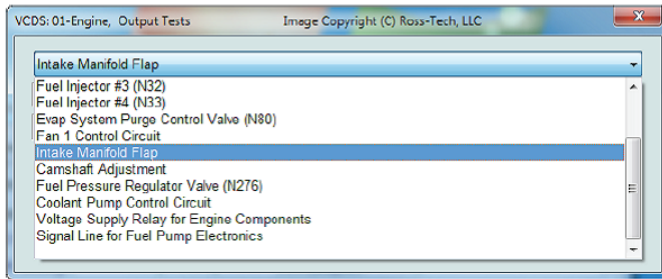 VCDS: 01-Engine, Output Tests Image Copyright (C) Ross-Tech, LLC
Intake Manifold Flap
Fuel Injector #3 (N32)
Fuel Injector #4 (N33)
Evap System Purge Control Valve (N80)
Fan 1 Control Circuit
Intake Manifold Flap
Camshaft Adjustment
Fuel Pressure Regulator Valve (N276)
Coolant Pump Control Circuit
Voltage Supply Relay for Engine Components
Signal Line for Fuel Pump Electronics